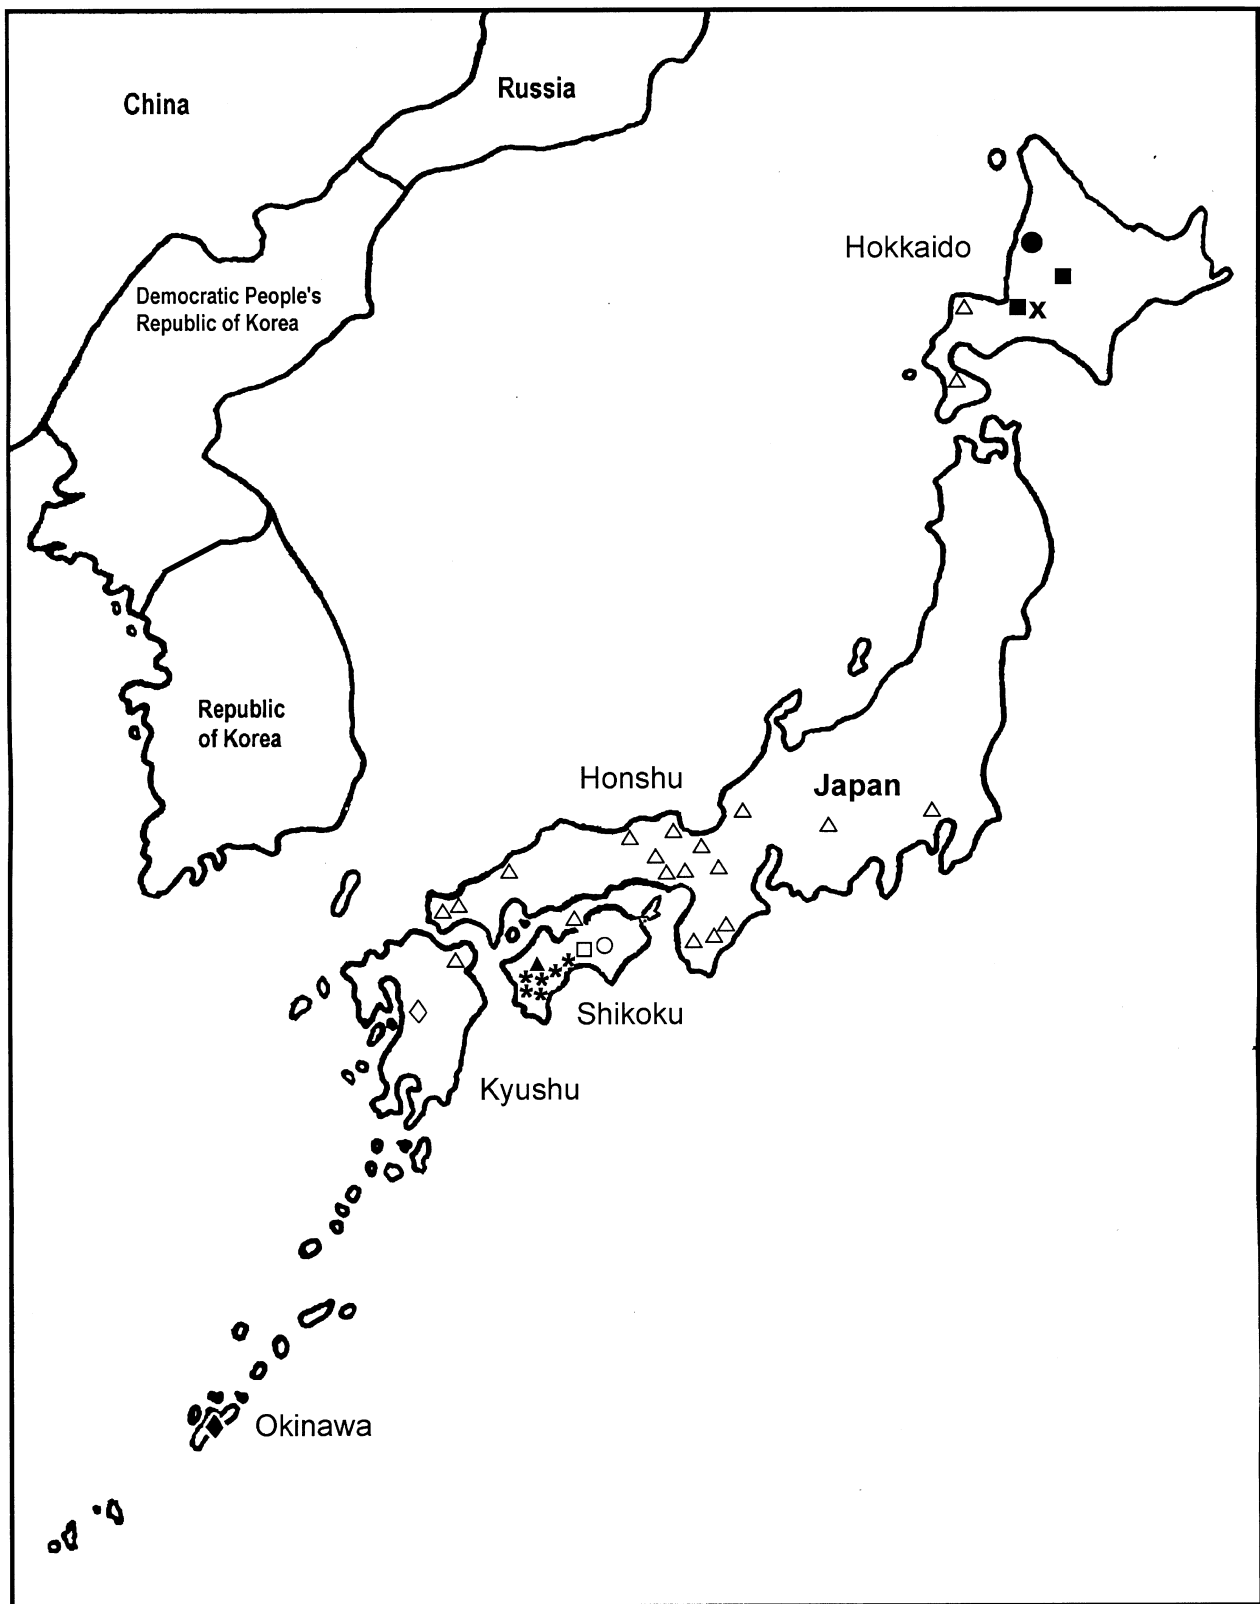 China
Russia
Hokkaido
Democratic People's
Republic of Korea
x
Republic
of Korea
Honshu
Japan
Shikoku
Kyushu
Okinawa